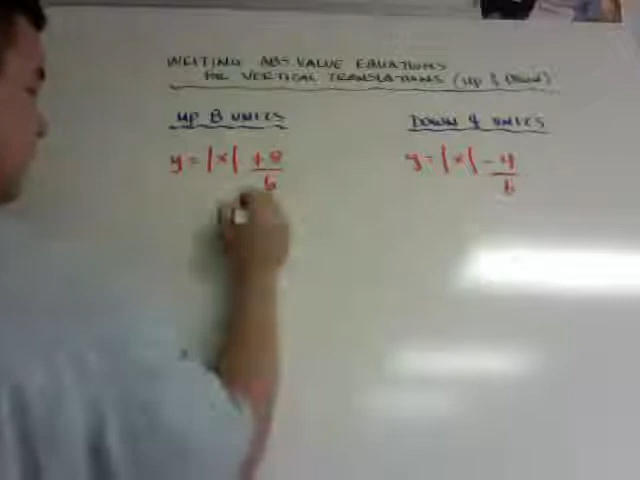 WRITING ABS. VALUE EQUATIONS
FOR VERTICAL TRANSLATIONS (UP & DOWN)
UP 8 UNITS
DOWN 4 UNITS
y = |x| + 8
b
y = |x| - 4
b